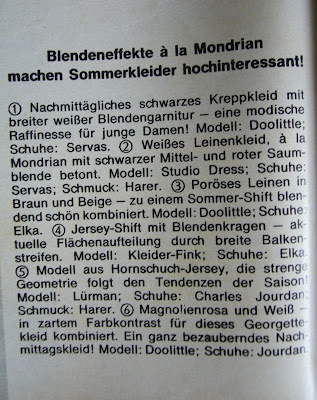 Blendeneffekte à la Mondrian
machen Sommerkleider hochinteressant!
① Nachmittägliches schwarzes Kreppkleid mit
breiter weißer Blendengarnitur – eine modische
Raffinesse für junge Damen! Modell: Doolittle;
Schuhe: Servas. ② Weißes Leinenkleid, à la
Mondrian mit schwarzer Mittel- und roter Saum-
blende betont. Modell: Studio Dress; Schuhe:
Servas; Schmuck: Harer. ③ Poröses Leinen in
Braun und Beige – zu einem Sommer-Shift blen-
dend schön kombiniert. Modell: Doolittle; Schuhe:
Elka. ④ Jersey-Shift mit Blendenkragen – ak-
tuelle Flächenaufteilung durch breite Balken-
streifen. Modell: Kleider-Fink; Schuhe: Elka.
⑤ Modell aus Hornschuch-Jersey, die strenge
Geometrie folgt den Tendenzen der Saison!
Modell: Lürman; Schuhe: Charles Jourdan;
Schmuck: Harer. ⑥ Magnolienrosa und Weiß –
in zartem Farbkontrast für dieses Georgette-
kleid kombiniert. Ein ganz bezauberndes Nach-
mittagskleid! Modell: Doolittle; Schuhe: Jourdan.